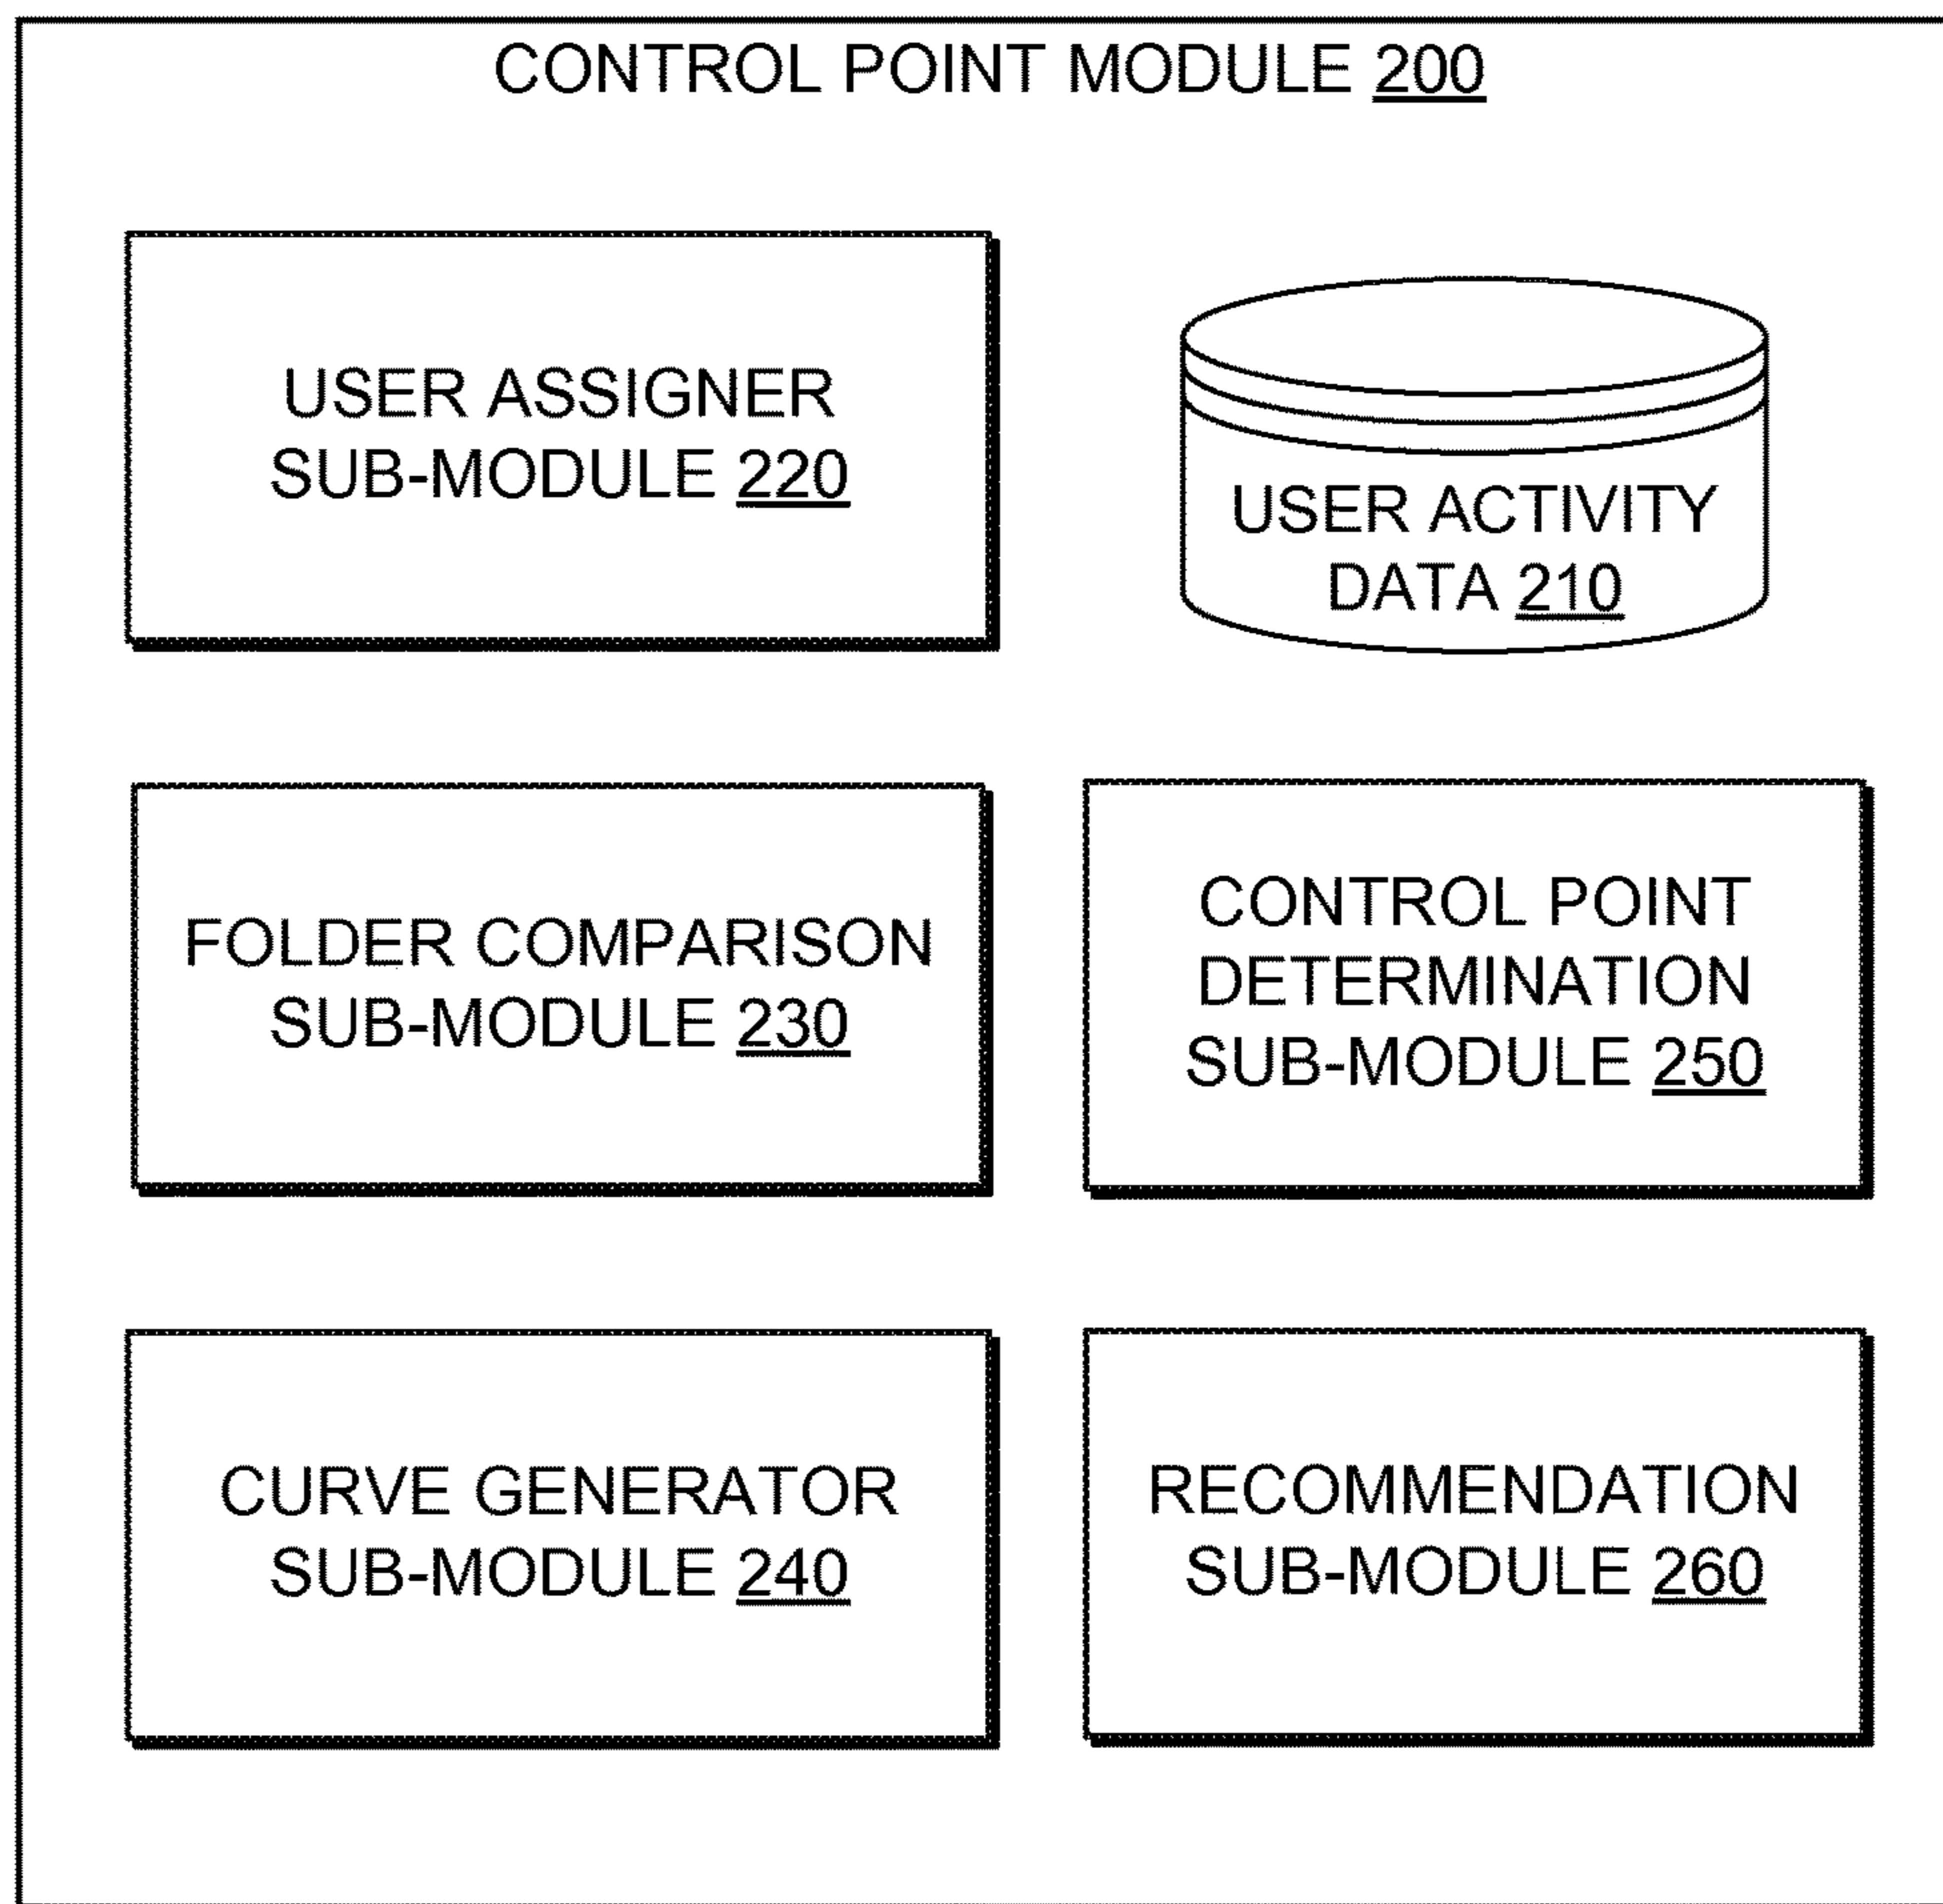 CONTROL POINT MODULE 200
USER ASSIGNER
SUB-MODULE 220
USER ACTIVITY
DATA 210
FOLDER COMPARISON
SUB-MODULE 230
CONTROL POINT
DETERMINATION
SUB-MODULE 250
CURVE GENERATOR
SUB-MODULE 240
RECOMMENDATION
SUB-MODULE 260